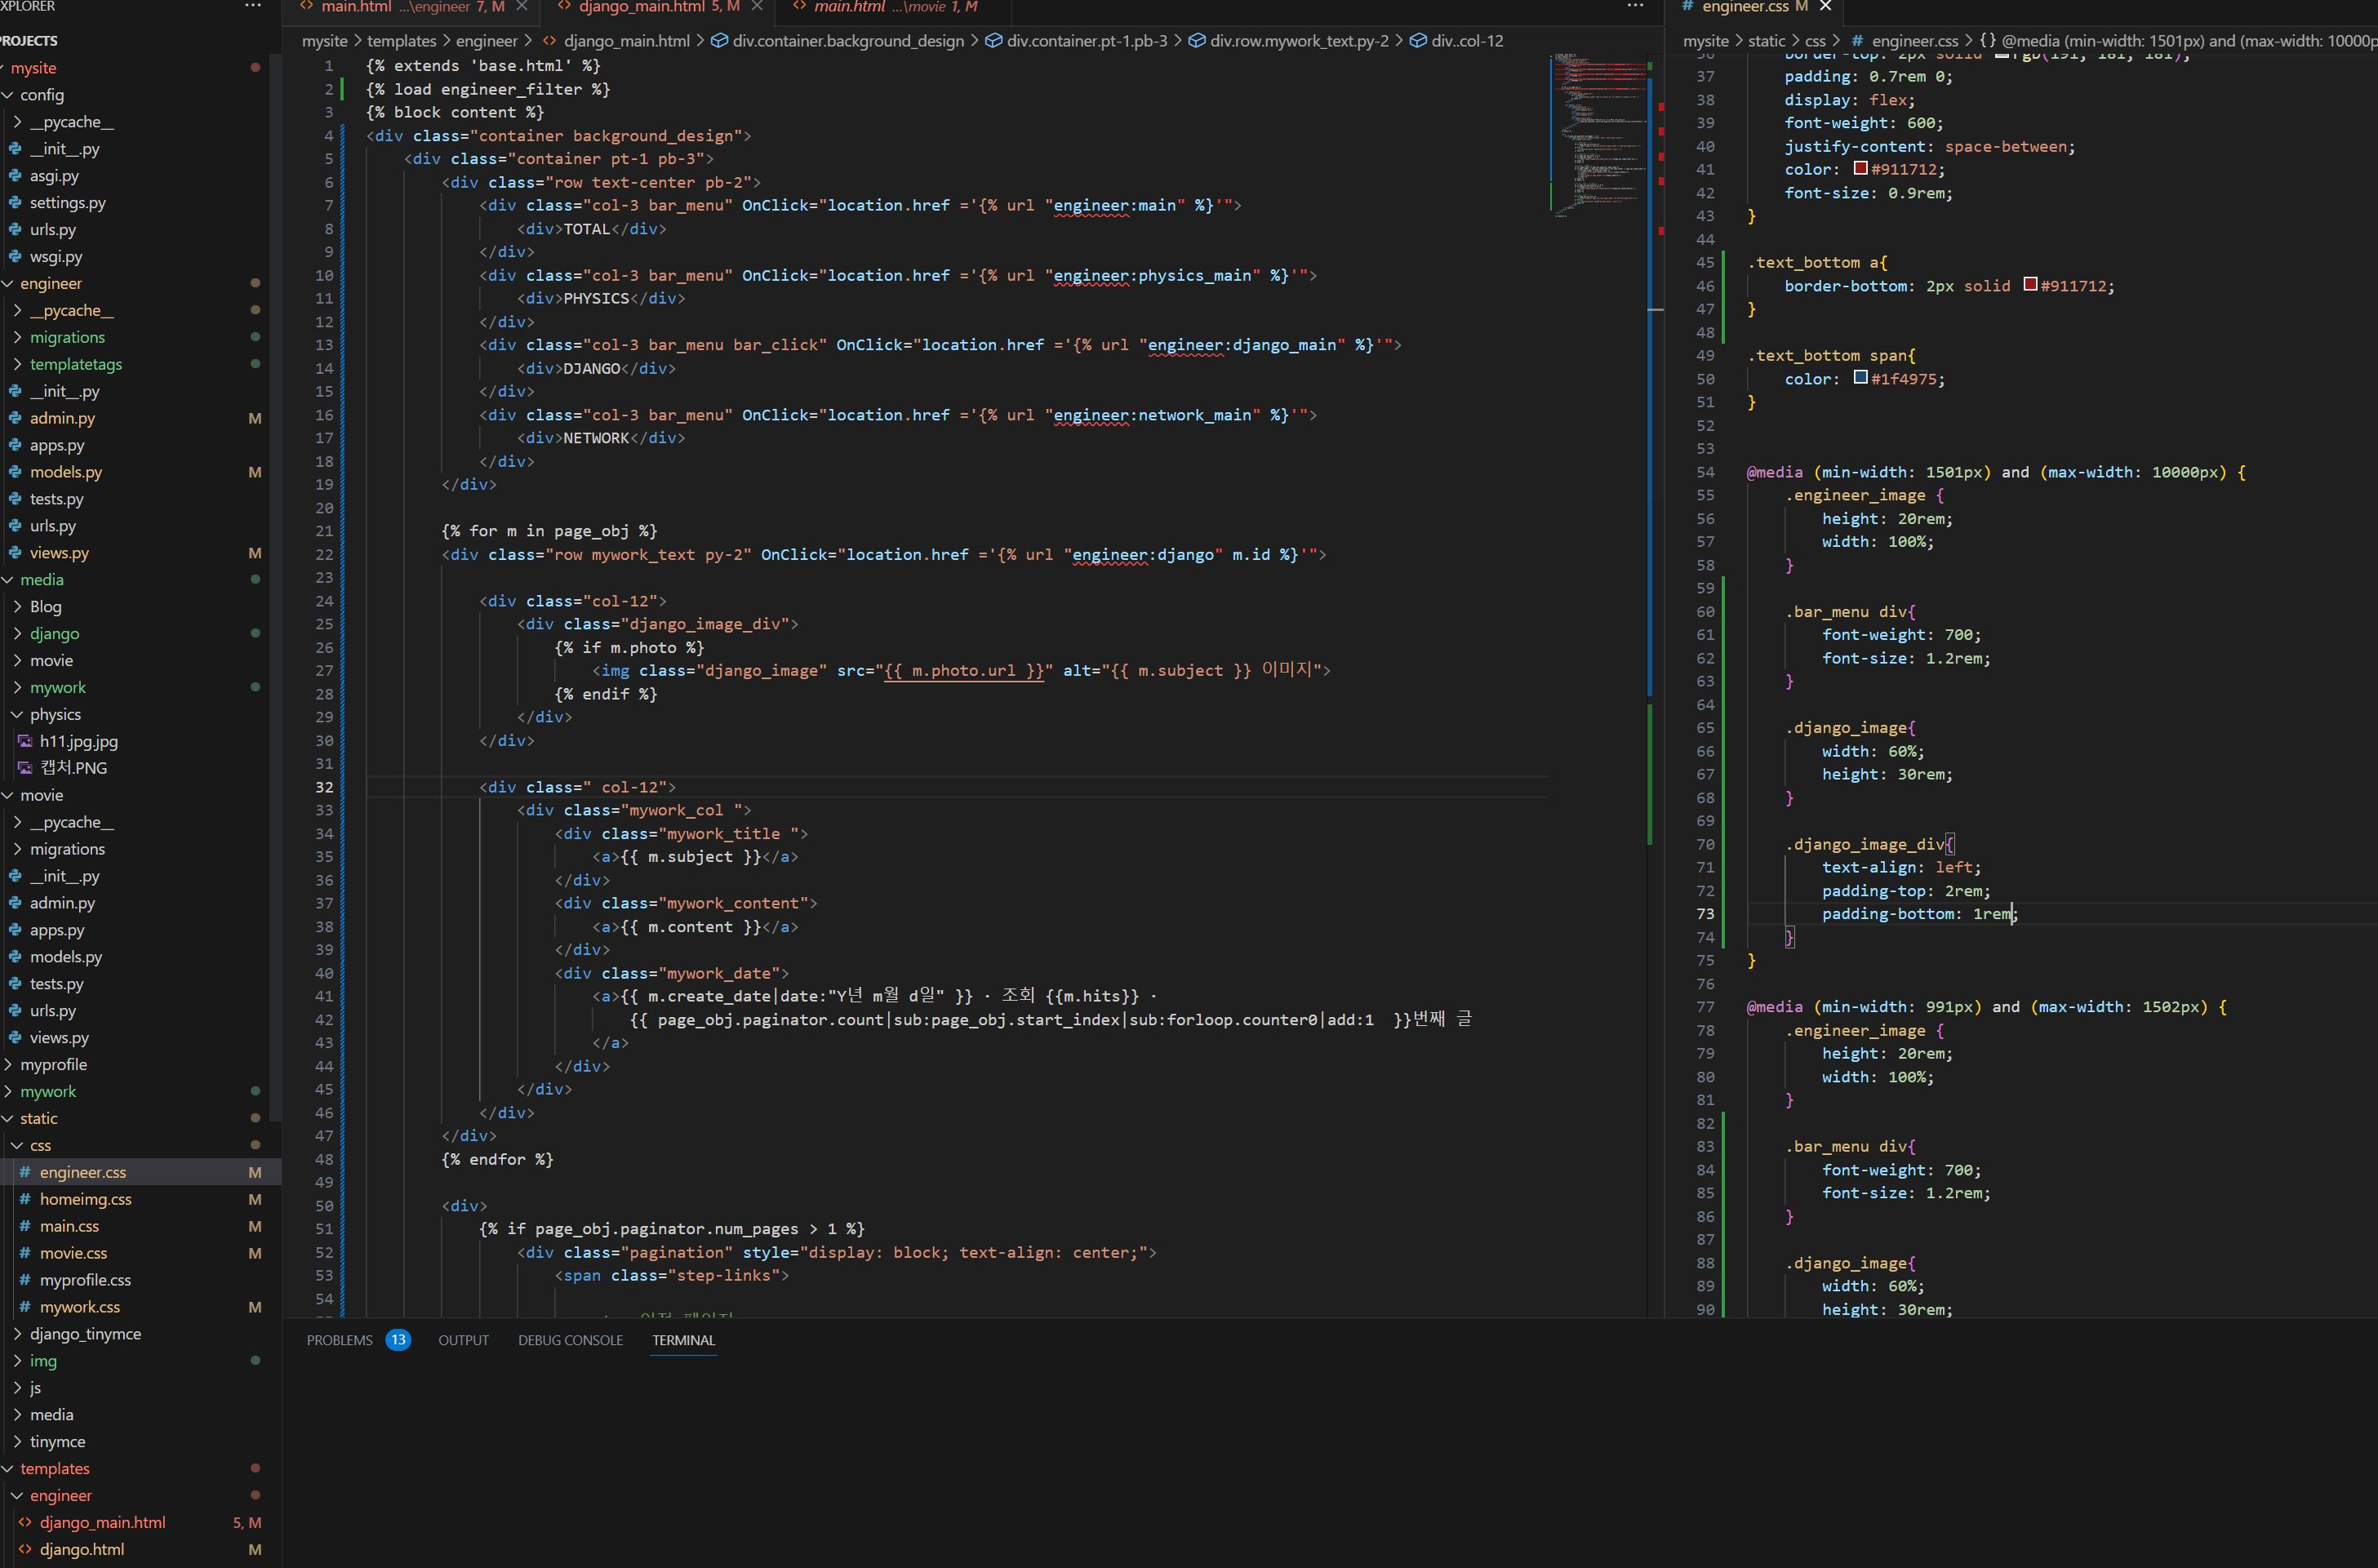 XPLORER
PROJECTS
mysite
config
__pycache__
__init__.py
asgi.py
settings.py
urls.py
wsgi.py
engineer
__pycache__
migrations
templatetags
__init__.py
admin.py M
apps.py
models.py M
tests.py
urls.py
views.py M
media
Blog
django
movie
mywork
physics
h11.jpg.jpg
캡처.PNG
movie
__pycache__
migrations
__init__.py
admin.py
apps.py
models.py
tests.py
urls.py
views.py
myprofile
mywork
static
css
engineer.css M
homeimg.css M
main.css M
movie.css M
myprofile.css
mywork.css M
django_tinymce
img
js
media
tinymce
templates
engineer
django_main.html 5, M
django.html M
main.html ...\engineer 7, M
django_main.html 5, M
main.html ...\movie 1, M
mysite > templates > engineer > django_main.html > div.container.background_design > div.container.pt-1.pb-3 > div.row.mywork_text.py-2 > div..col-12
1 {% extends 'base.html' %}
2 {% load engineer_filter %}
3 {% block content %}
4 <div class="container background_design">
5 <div class="container pt-1 pb-3">
6 <div class="row text-center pb-2">
7 <div class="col-3 bar_menu" OnClick="location.href ='{% url "engineer:main" %}'">
8 <div>TOTAL</div>
9 </div>
10 <div class="col-3 bar_menu" OnClick="location.href ='{% url "engineer:physics_main" %}'">
11 <div>PHYSICS</div>
12 </div>
13 <div class="col-3 bar_menu bar_click" OnClick="location.href ='{% url "engineer:django_main" %}'">
14 <div>DJANGO</div>
15 </div>
16 <div class="col-3 bar_menu" OnClick="location.href ='{% url "engineer:network_main" %}'">
17 <div>NETWORK</div>
18 </div>
19 </div>
20
21 {% for m in page_obj %}
22 <div class="row mywork_text py-2" OnClick="location.href ='{% url "engineer:django" m.id %}'">
23
24 <div class="col-12">
25 <div class="django_image_div">
26 {% if m.photo %}
27 <img class="django_image" src="{{ m.photo.url }}" alt="{{ m.subject }} 이미지">
28 {% endif %}
29 </div>
30 </div>
31
32 <div class=" col-12">
33 <div class="mywork_col ">
34 <div class="mywork_title ">
35 <a>{{ m.subject }}</a>
36 </div>
37 <div class="mywork_content">
38 <a>{{ m.content }}</a>
39 </div>
40 <div class="mywork_date">
41 <a>{{ m.create_date|date:"Y년 m월 d일" }} · 조회 {{m.hits}} ·
42 {{ page_obj.paginator.count|sub:page_obj.start_index|sub:forloop.counter0|add:1  }}번째 글
43 </a>
44 </div>
45 </div>
46 </div>
47 </div>
48 {% endfor %}
49
50 <div>
51 {% if page_obj.paginator.num_pages > 1 %}
52 <div class="pagination" style="display: block; text-align: center;">
53 <span class="step-links">
54
engineer.css M
mysite > static > css > engineer.css > {} @media (min-width: 1501px) and (max-width: 10000p
36 border-top: 2px solid rgb(191, 181, 181);
37 padding: 0.7rem 0;
38 display: flex;
39 font-weight: 600;
40 justify-content: space-between;
41 color: #911712;
42 font-size: 0.9rem;
43 }
44
45 .text_bottom a{
46 border-bottom: 2px solid #911712;
47 }
48
49 .text_bottom span{
50 color: #1f4975;
51 }
52
53
54 @media (min-width: 1501px) and (max-width: 10000px) {
55 .engineer_image {
56 height: 20rem;
57 width: 100%;
58 }
59
60 .bar_menu div{
61 font-weight: 700;
62 font-size: 1.2rem;
63 }
64
65 .django_image{
66 width: 60%;
67 height: 30rem;
68 }
69
70 .django_image_div{
71 text-align: left;
72 padding-top: 2rem;
73 padding-bottom: 1rem;
74 }
75 }
76
77 @media (min-width: 991px) and (max-width: 1502px) {
78 .engineer_image {
79 height: 20rem;
80 width: 100%;
81 }
82
83 .bar_menu div{
84 font-weight: 700;
85 font-size: 1.2rem;
86 }
87
88 .django_image{
89 width: 60%;
90 height: 30rem;
PROBLEMS 13 OUTPUT DEBUG CONSOLE TERMINAL